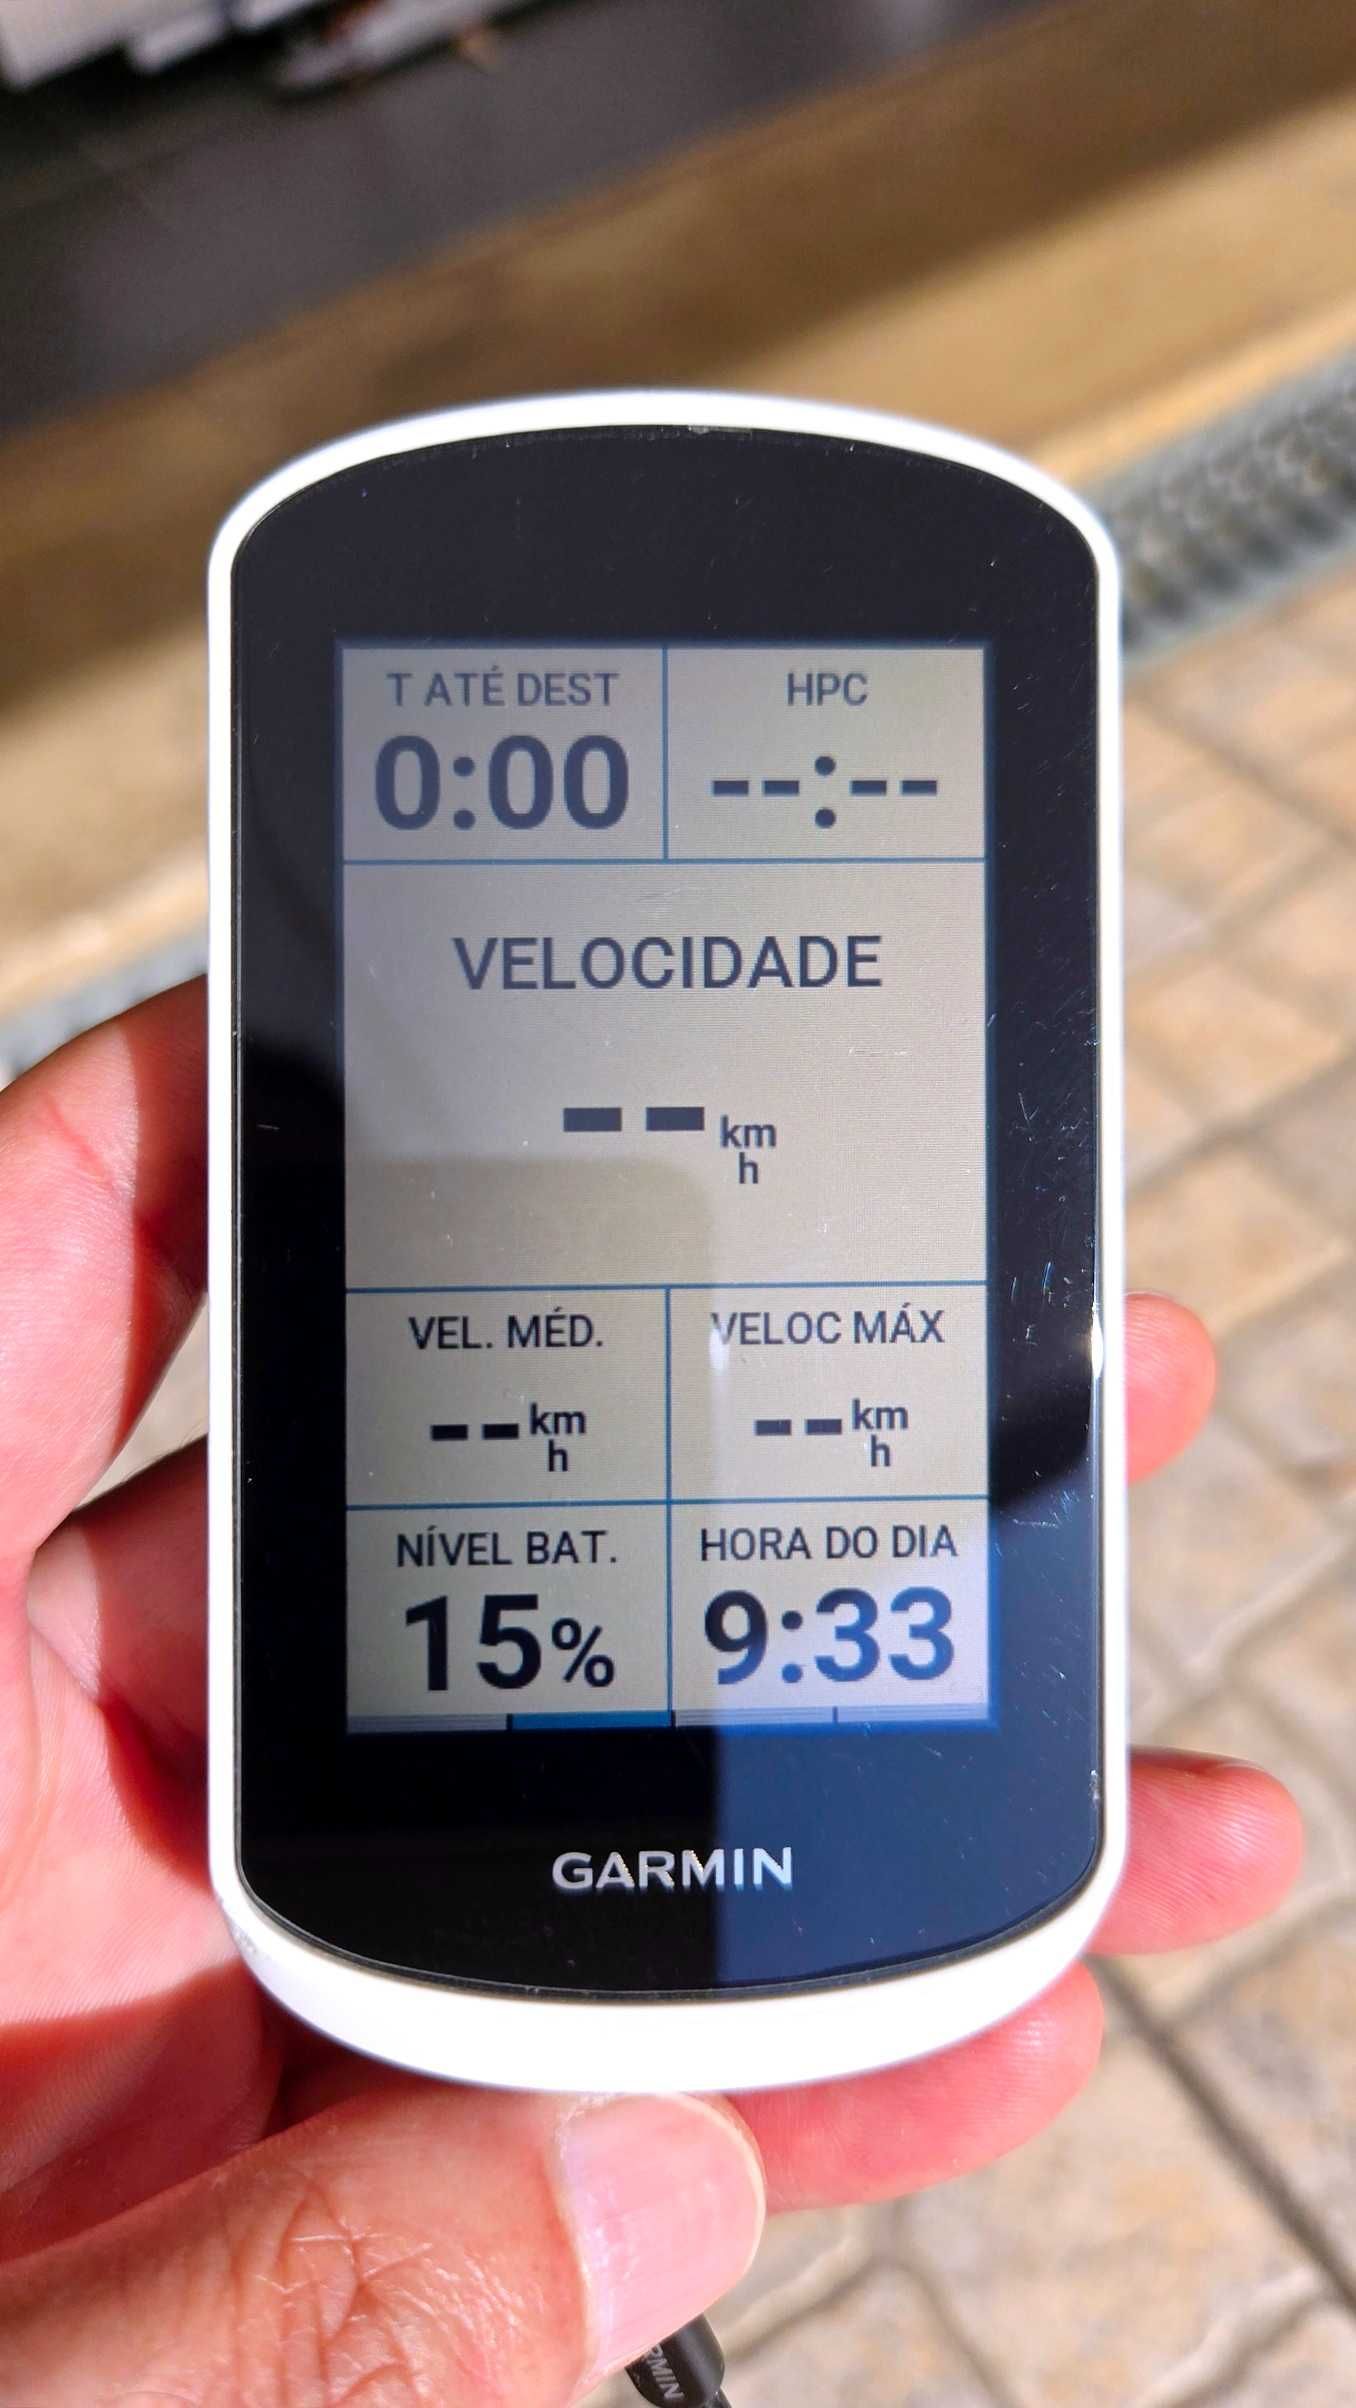 T ATÉ DEST
0:00
HPC
--:--
VELOCIDADE
-- km
h
VEL. MÉD.
-- km
h
VELOC MÁX
-- km
h
NÍVEL BAT.
15%
HORA DO DIA
9:33
GARMIN